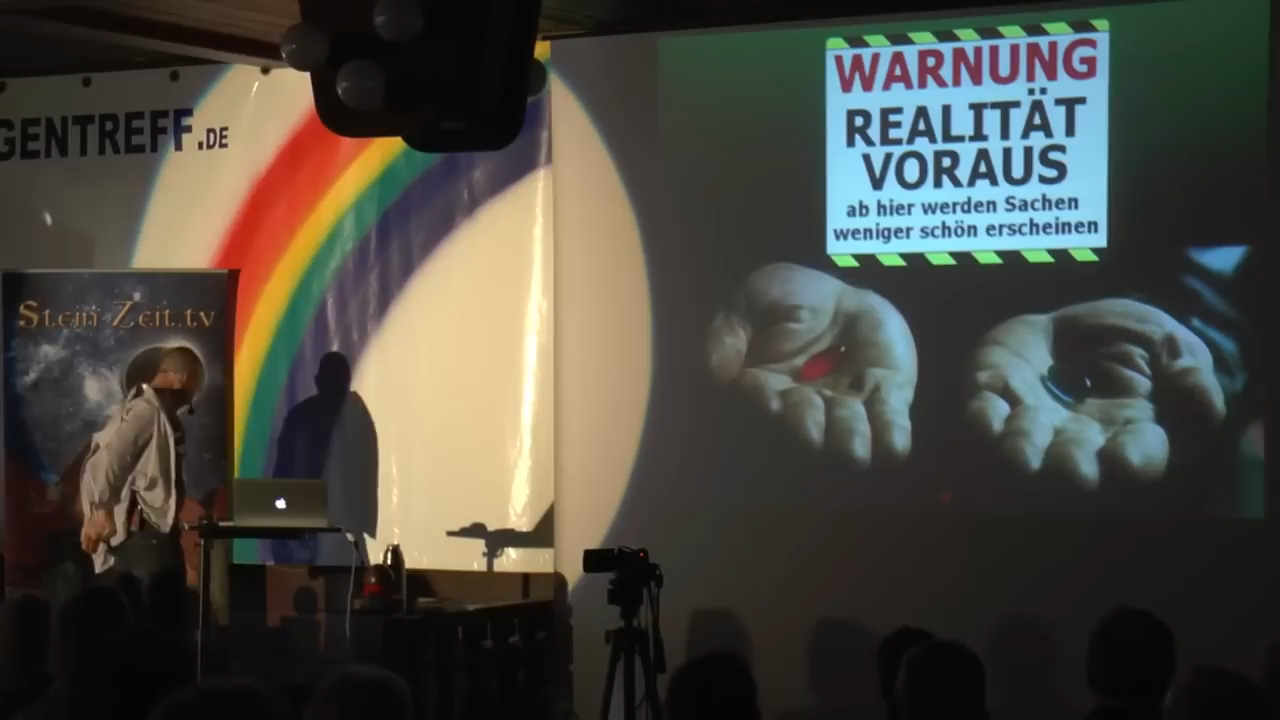 GENTREFF.DE
Stein-Zeit.tv
WARNUNG
REALITÄT
VORAUS
ab hier werden Sachen
weniger schön erscheinen